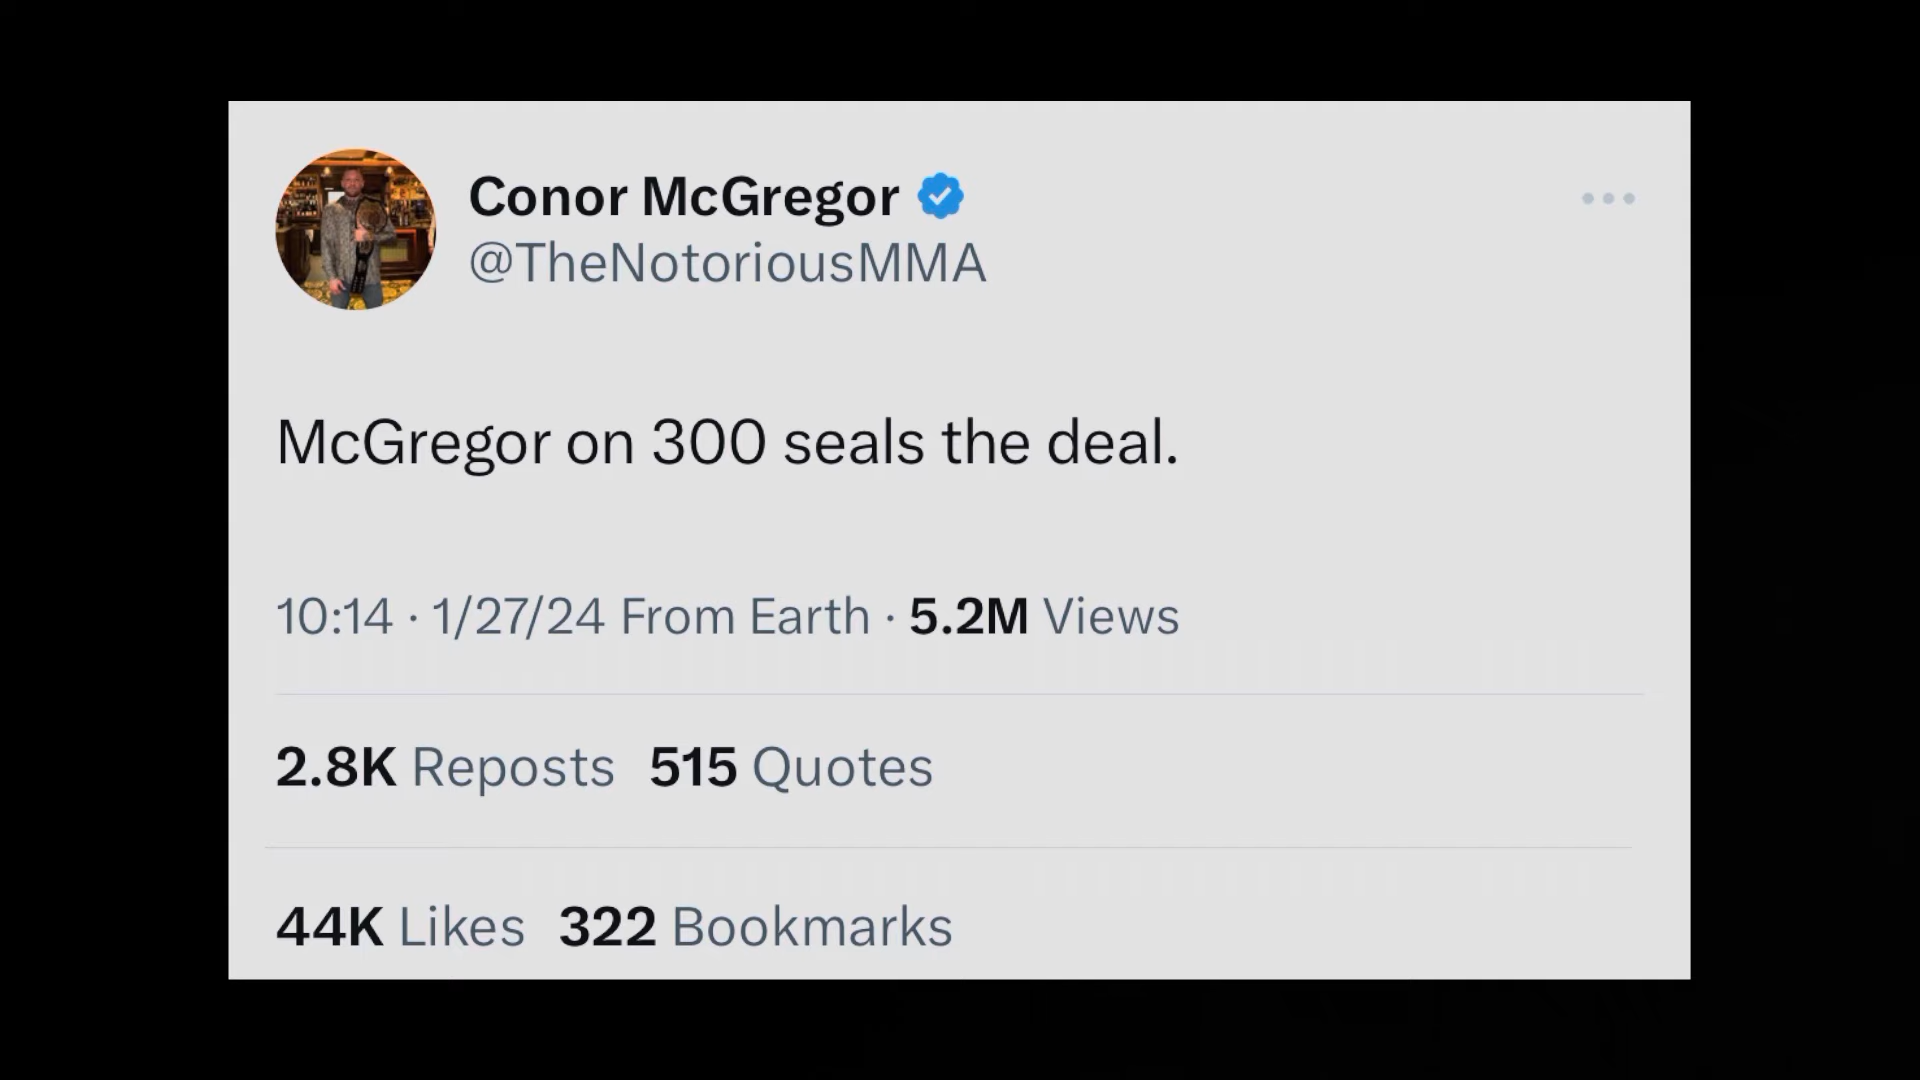 Conor McGregor
@TheNotoriousMMA
McGregor on 300 seals the deal.
10:14 · 1/27/24 From Earth · 5.2M Views
2.8K Reposts 515 Quotes
44K Likes 322 Bookmarks